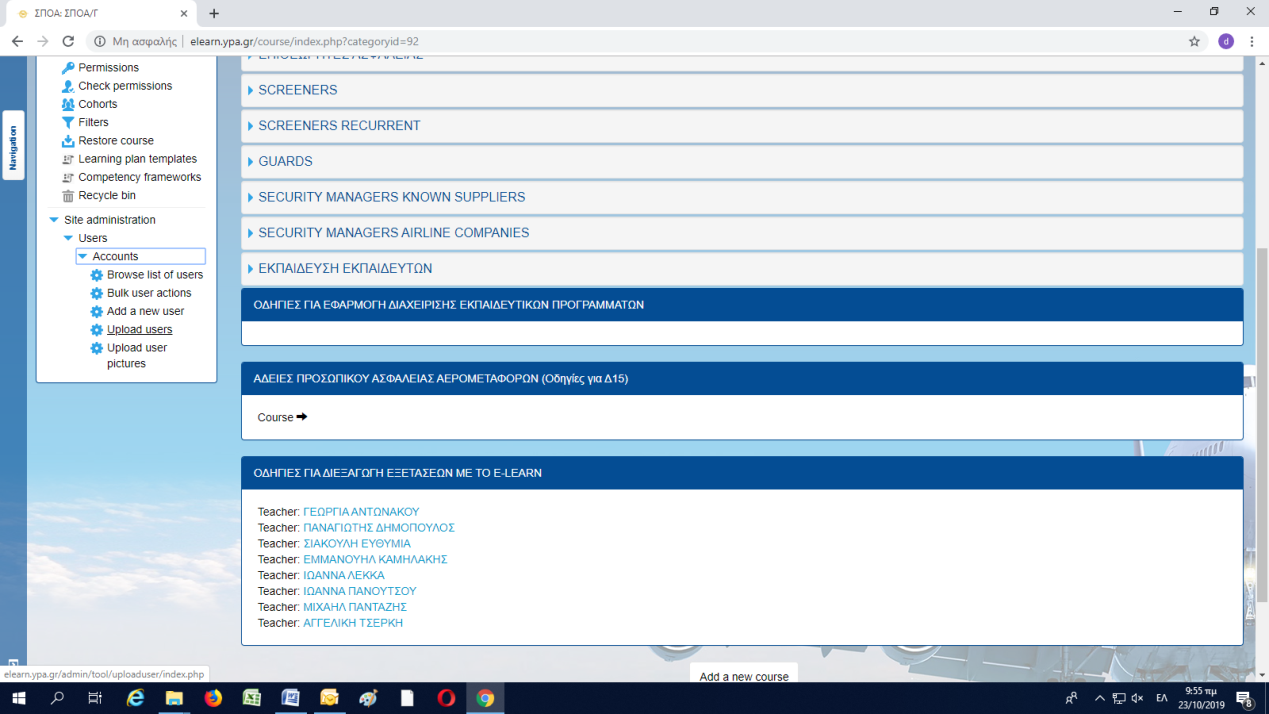 ΣΠΟΑ: ΣΠΟΑ/Γ
Μη ασφαλής | elearn.ypa.gr/course/index.php?categoryid=92
d
Navigation
Permissions
Check permissions
Cohorts
Filters
Restore course
Learning plan templates
Competency frameworks
Recycle bin
Site administration
Users
Accounts
Browse list of users
Bulk user actions
Add a new user
Upload users
Upload user
pictures
ΕΠΙΘΕΩΡΗΤΕΣ ΑΣΦΑΛΕΙΑΣ
SCREENERS
SCREENERS RECURRENT
GUARDS
SECURITY MANAGERS KNOWN SUPPLIERS
SECURITY MANAGERS AIRLINE COMPANIES
ΕΚΠΑΙΔΕΥΣΗ ΕΚΠΑΙΔΕΥΤΩΝ
ΟΔΗΓΙΕΣ ΓΙΑ ΕΦΑΡΜΟΓΗ ΔΙΑΧΕΙΡΙΣΗΣ ΕΚΠΑΙΔΕΥΤΙΚΩΝ ΠΡΟΓΡΑΜΜΑΤΩΝ
ΑΔΕΙΕΣ ΠΡΟΣΩΠΙΚΟΥ ΑΣΦΑΛΕΙΑΣ ΑΕΡΟΜΕΤΑΦΟΡΩΝ (Οδηγίες για Δ15)
Course
ΟΔΗΓΙΕΣ ΓΙΑ ΔΙΕΞΑΓΩΓΗ ΕΞΕΤΑΣΕΩΝ ΜΕ ΤΟ E-LEARN
Teacher: ΓΕΩΡΓΙΑ ΑΝΤΩΝΑΚΟΥ
Teacher: ΠΑΝΑΓΙΩΤΗΣ ΔΗΜΟΠΟΥΛΟΣ
Teacher: ΣΙΑΚΟΥΛΗ ΕΥΘΥΜΙΑ
Teacher: ΕΜΜΑΝΟΥΗΛ ΚΑΜΗΛΑΚΗΣ
Teacher: ΙΩΑΝΝΑ ΛΕΚΚΑ
Teacher: ΙΩΑΝΝΑ ΠΑΝΟΥΤΣΟΥ
Teacher: ΜΙΧΑΗΛ ΠΑΝΤΑΖΗΣ
Teacher: ΑΓΓΕΛΙΚΗ ΤΣΕΡΚΗ
Add a new course
elearn.ypa.gr/admin/tool/uploaduser/index.php
ΕΛ
9:55 πμ
23/10/2019
8